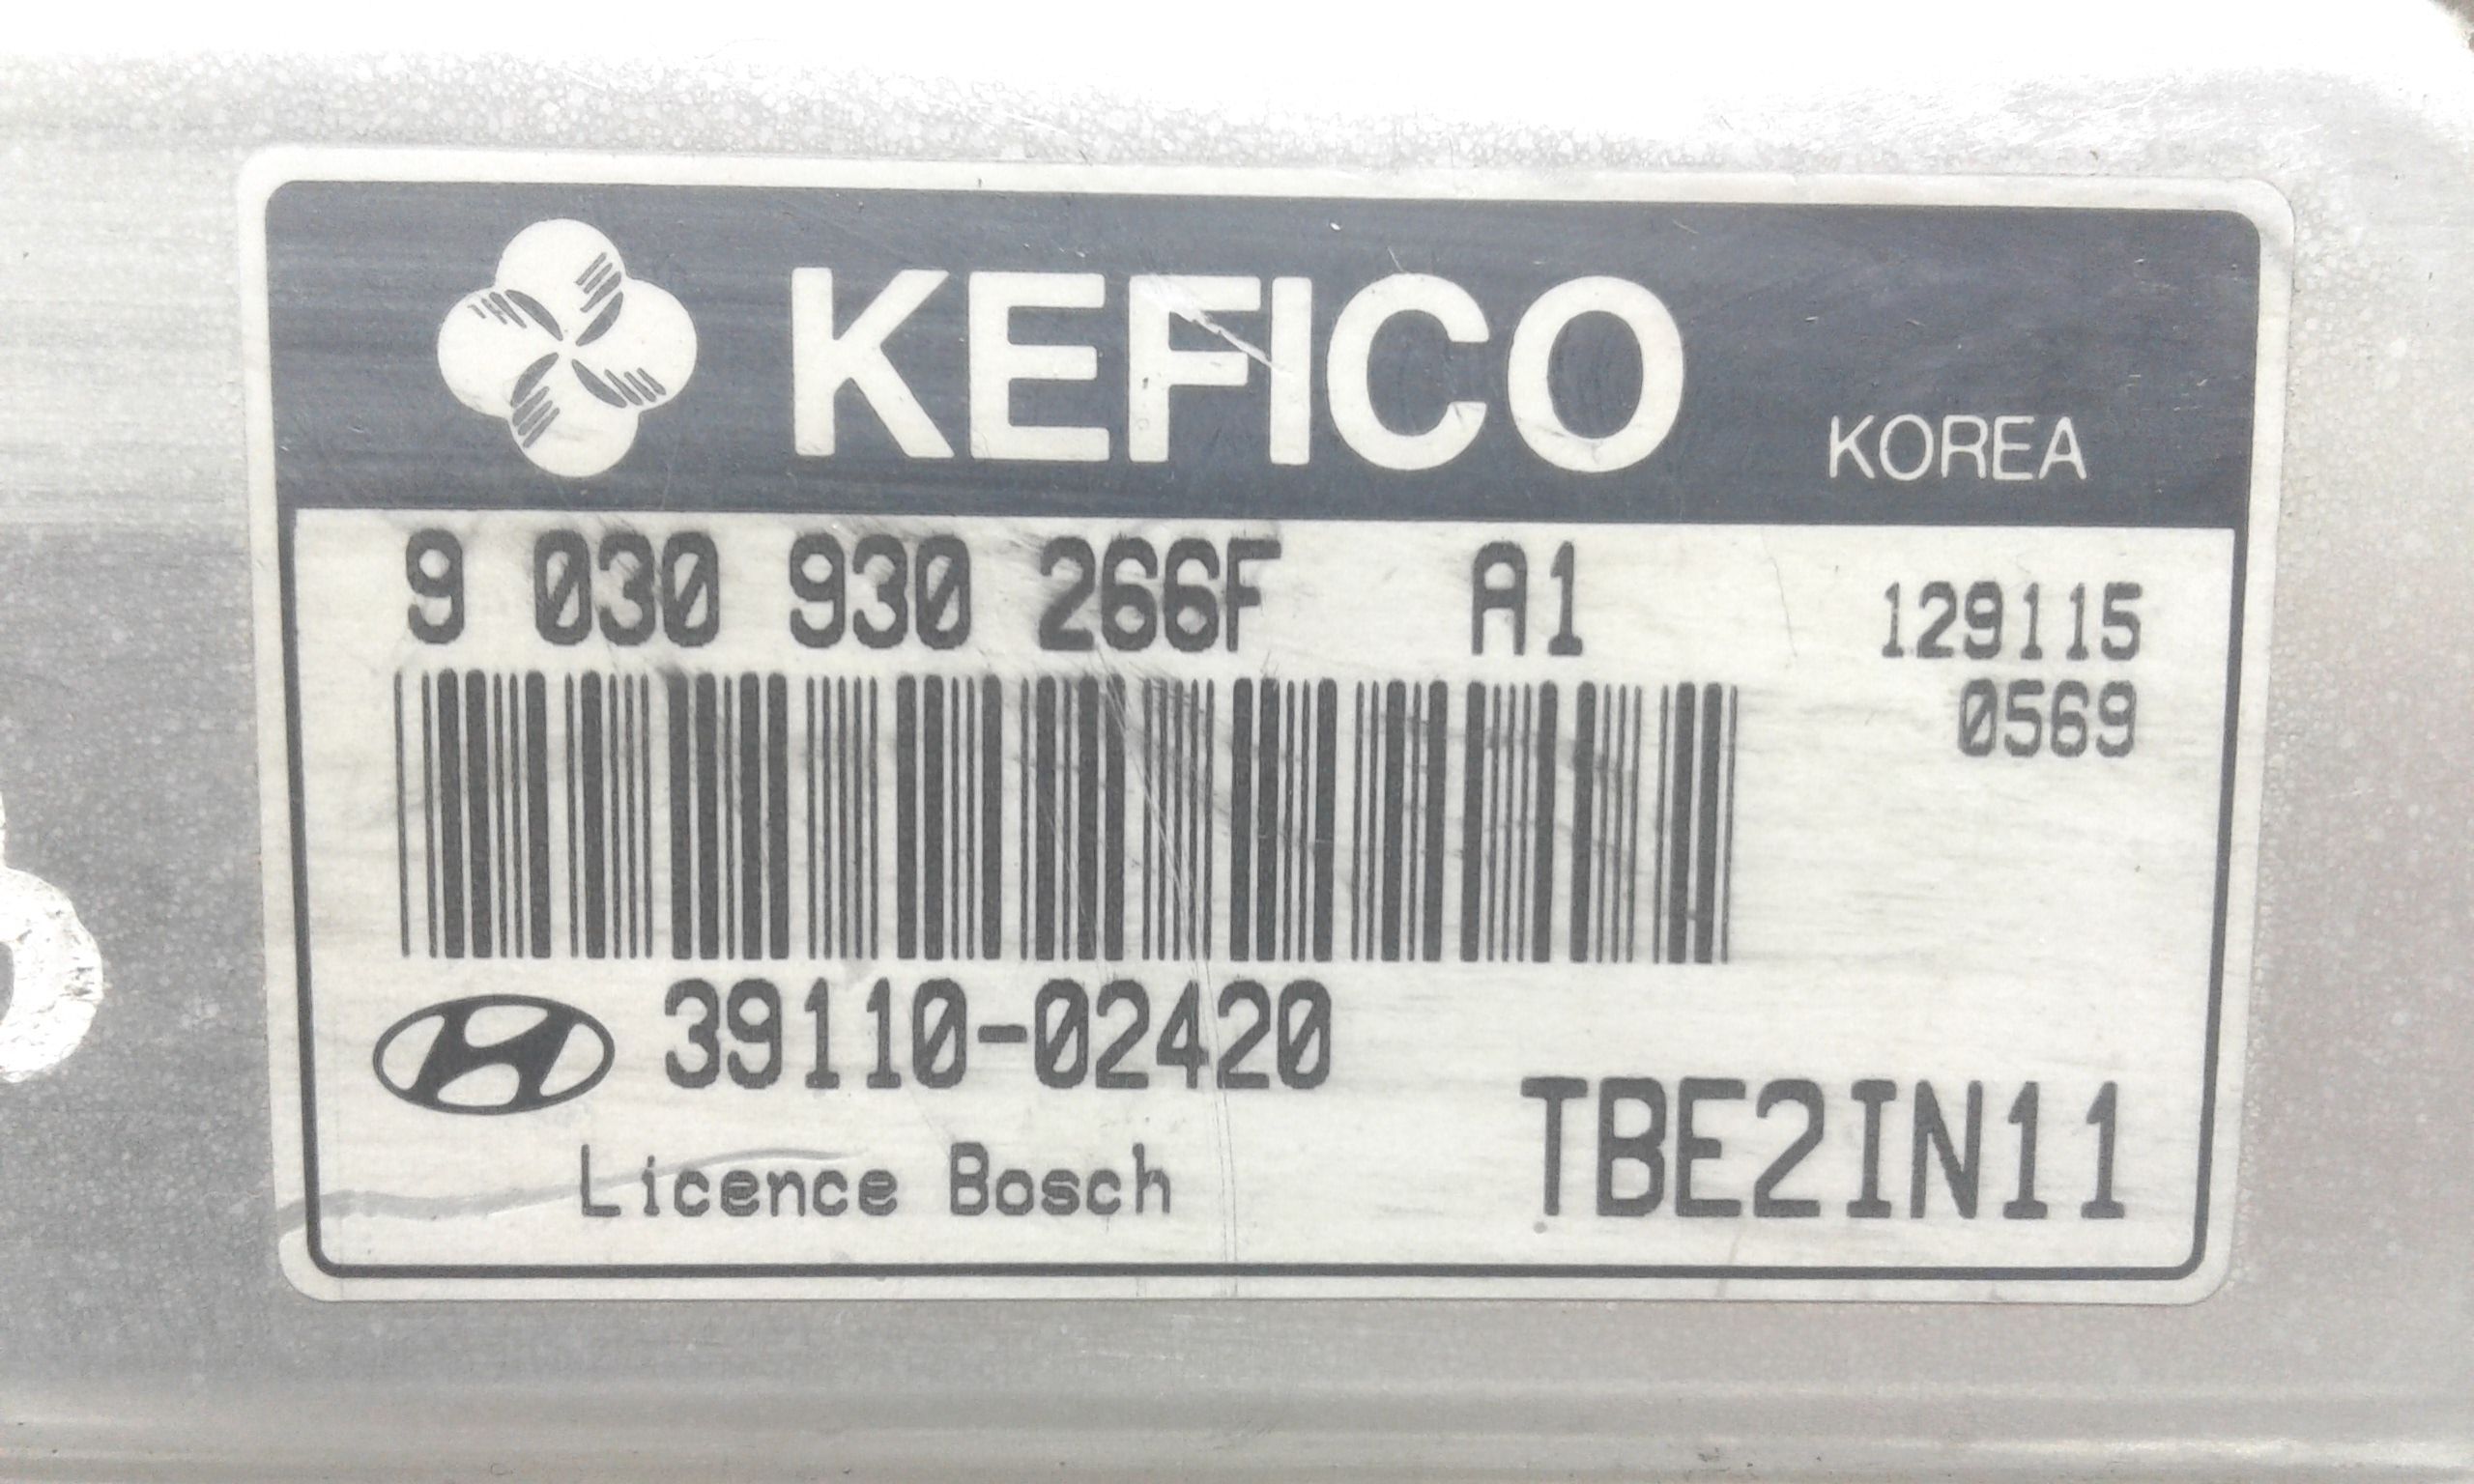 KEFICO KOREA
9 030 930 266F A1 129115
0569
39110-02420
TBE2IN11
Licence Bosch